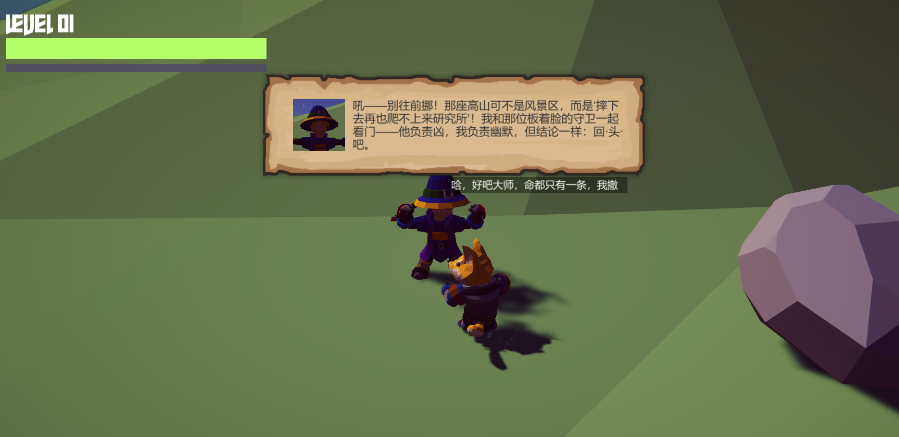 LEVEL 01
吼——别往前挪！那座高山可不是风景区，而是‘摔下
去再也爬不上来研究所’！我和那位板着脸的守卫一起
看门——他负责凶，我负责幽默，但结论一样：回·头·
吧。
哈，好吧大师，命都只有一条，我撤